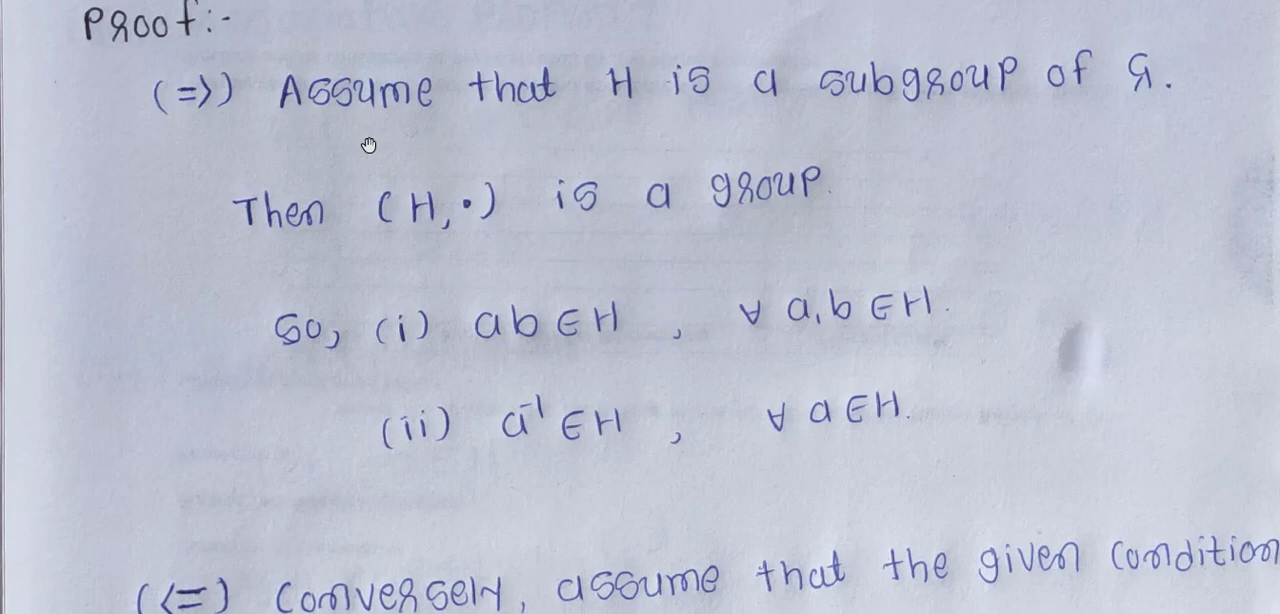 Proof:-
(=>) Assume that H is a subgroup of G.
Then (H,•) is a group.
So, (i) ab ∈ H , ∀ a,b ∈ H.
(ii) a⁻¹ ∈ H , ∀ a ∈ H.
(<=) Conversely, assume that the given condition